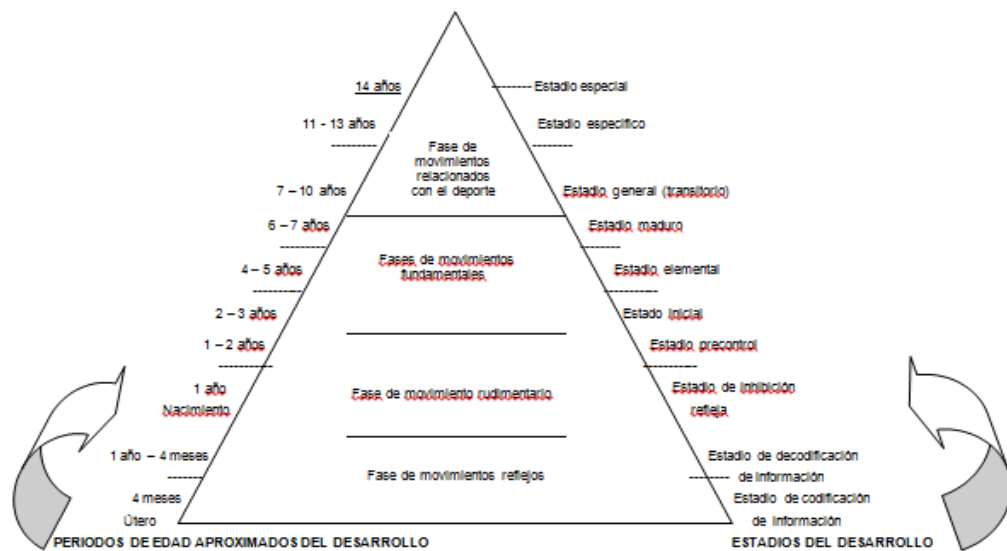 14 años
Estadio especial
11 - 13 años
Estadio específico
Fase de
movimientos
relacionados
con el deporte
7 – 10 años
Estadio general (transitorio)
6 – 7 años
Estadio maduro
Fases de movimientos
fundamentales
4 – 5 años
Estadio elemental
2 – 3 años
Estado inicial
1 – 2 años
Estadio precontrol
1 año
Nacimiento
Fase de movimiento rudimentario
Estadio de inhibición
refleja
1 año – 4 meses
Estadio de decodificación
de información
Fase de movimientos reflejos
4 meses
Estadio de codificación
Útero
de información
PERIODOS DE EDAD APROXIMADOS DEL DESARROLLO
ESTADIOS DEL DESARROLLO